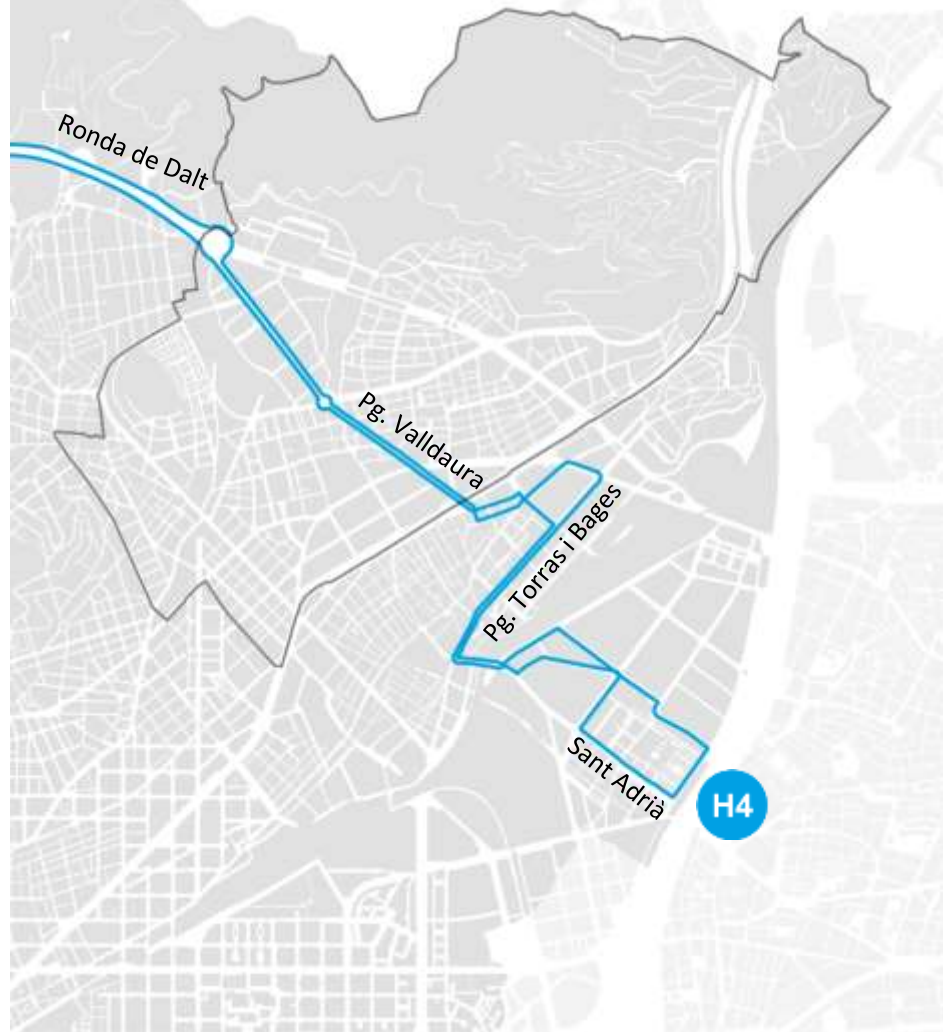 Ronda de Dalt
Pg. Valldaura
Pg. Torras i Bages
Sant Adrià
H4